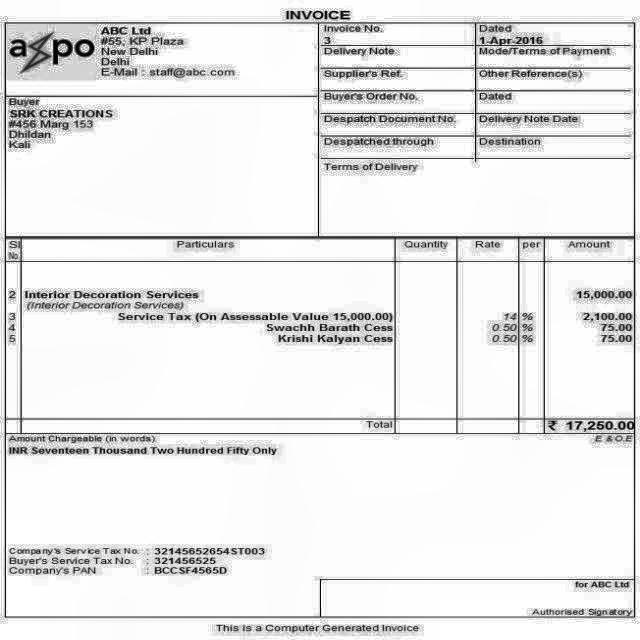 INVOICE
aspo
ABC Ltd
#55, KP Plaza
New Delhi
Delhi
E-Mail : staff@abc.com
Invoice No.
3
Dated
1-Apr-2016
Delivery Note
Mode/Terms of Payment
Supplier's Ref.
Other Reference(s)
Buyer
SRK CREATIONS
#456 Marg 153
Dhildan
Kali
Buyer's Order No.
Dated
Despatch Document No.
Delivery Note Date
Despatched through
Destination
Terms of Delivery
Sl No. Particulars Quantity Rate per Amount
2 Interior Decoration Services 15,000.00
(Interior Decoration Services)
3 Service Tax (On Assessable Value 15,000.00) 14 % 2,100.00
4 Swachh Barath Cess 0.50 % 75.00
5 Krishi Kalyan Cess 0.50 % 75.00
Total ₹ 17,250.00
Amount Chargeable (in words) E & O.E
INR Seventeen Thousand Two Hundred Fifty Only
Company's Service Tax No. : 32145652654ST003
Buyer's Service Tax No. : 321456525
Company's PAN : BCCSF4565D
for ABC Ltd
Authorised Signatory
This is a Computer Generated Invoice